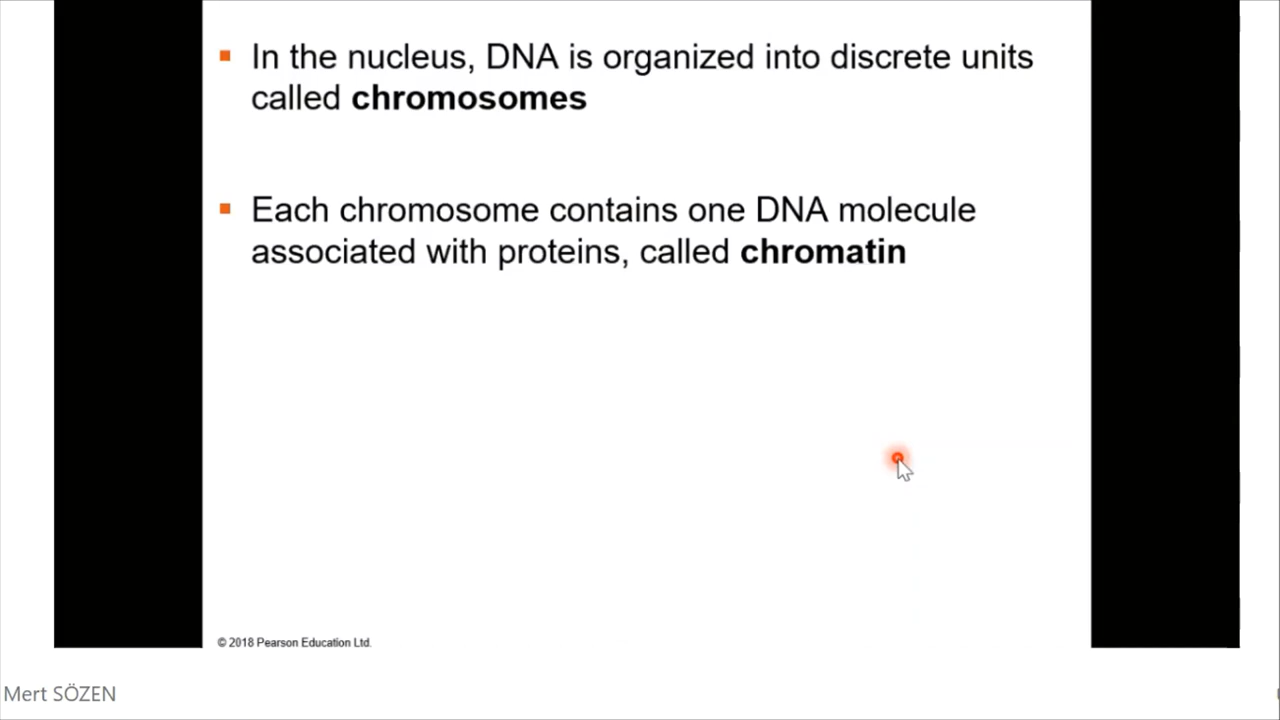 In the nucleus, DNA is organized into discrete units
called chromosomes
Each chromosome contains one DNA molecule
associated with proteins, called chromatin
© 2018 Pearson Education Ltd.
Mert SÖZEN